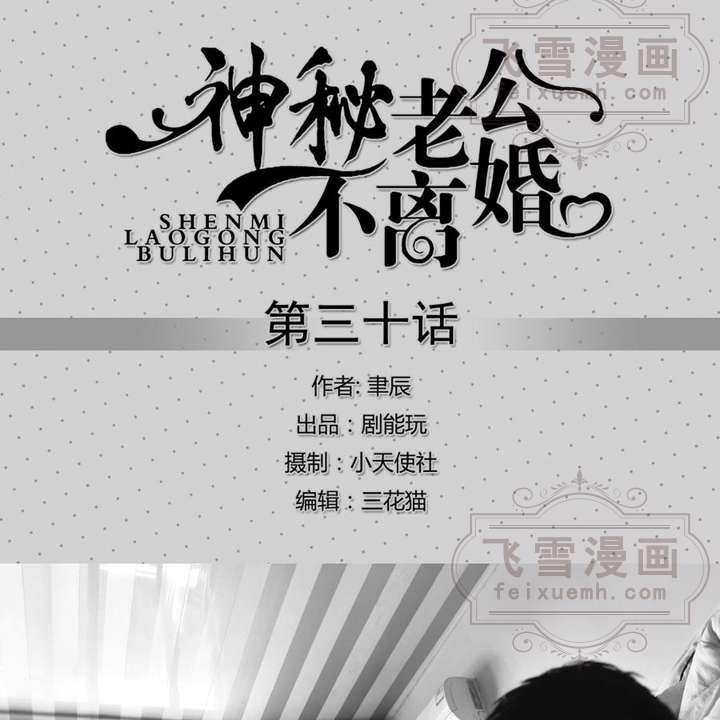 飞雪漫画
feixuemh.com
神秘老公
不离婚
SHENMI
LAOGONG
BULIHUN
第三十话
作者: 聿辰
出品：剧能玩
摄制：小天使社
编辑：三花猫
飞雪漫画
feixuemh.com